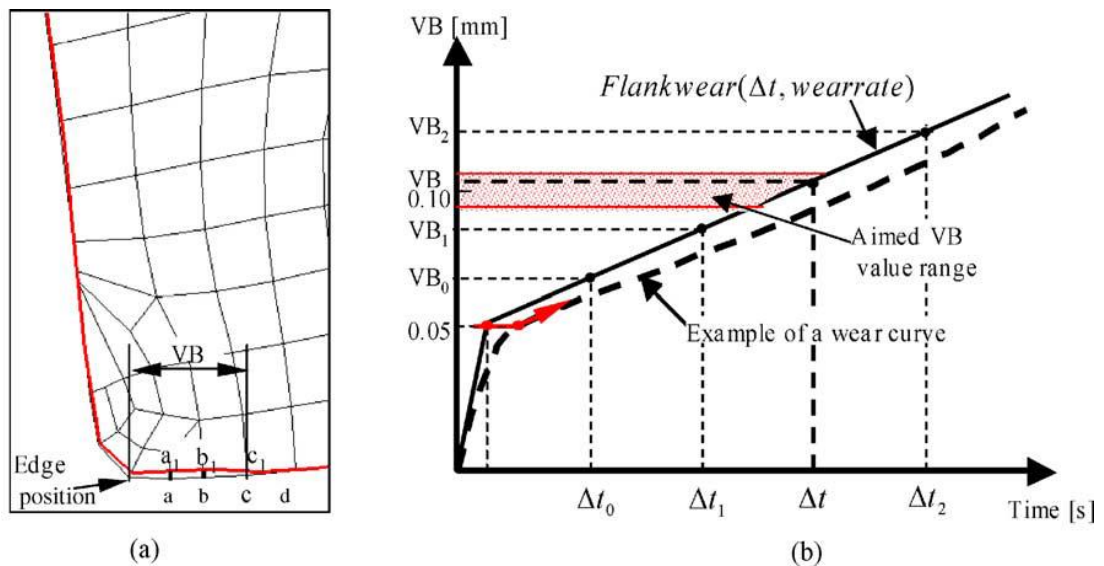 VB
a₁ b₁ c₁
Edge
position
a b c d
(a)
VB [mm]
Flankwear(Δt, wearrate)
VB₂
VB
0.10
VB₁
Aimed VB
value range
VB₀
0.05
Example of a wear curve
Δt₀ Δt₁ Δt Δt₂
Time [s]
(b)